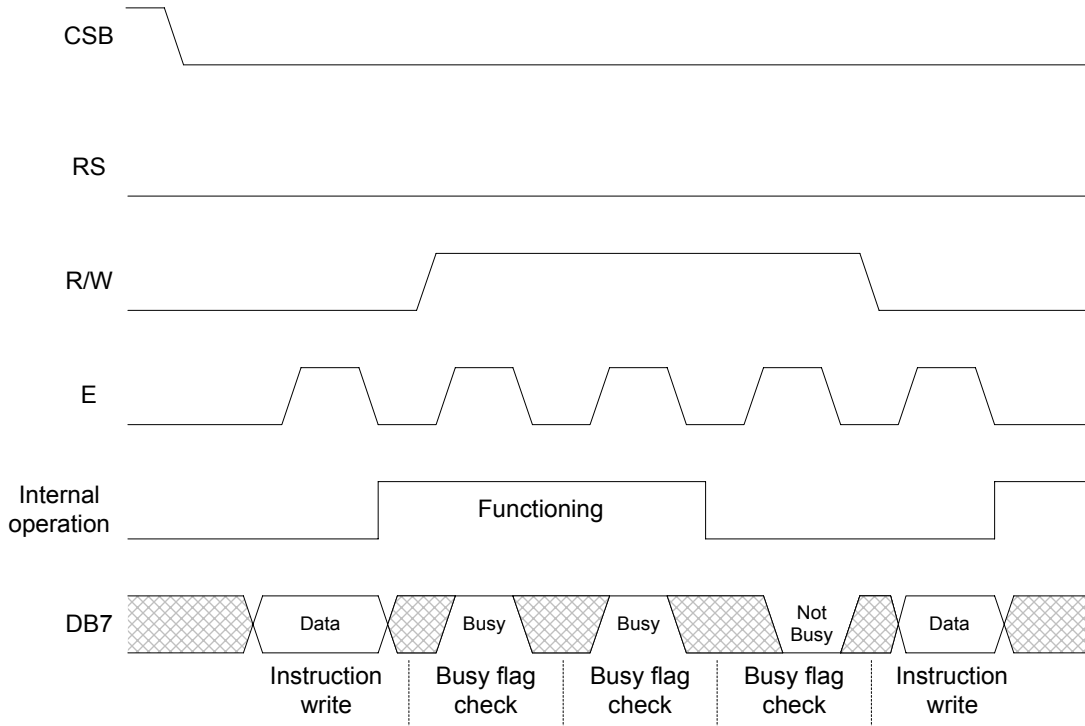 CSB
RS
R/W
E
Internal
operation
Functioning
DB7
Data
Busy
Busy
Not
Busy
Data
Instruction
write
Busy flag
check
Busy flag
check
Busy flag
check
Instruction
write